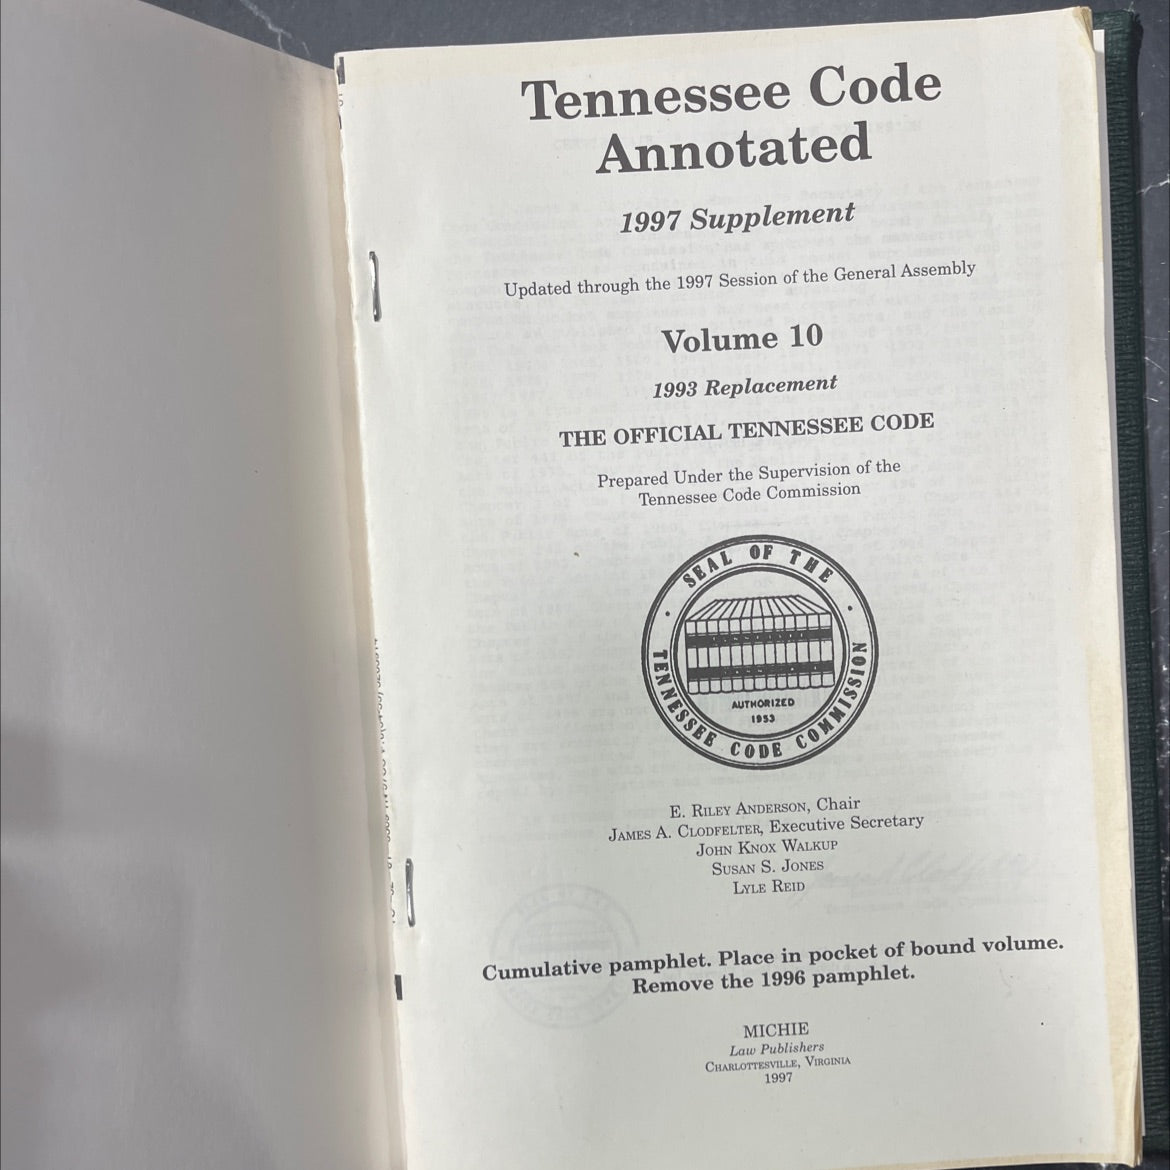 Tennessee Code
Annotated
1997 Supplement
Updated through the 1997 Session of the General Assembly
Volume 10
1993 Replacement
THE OFFICIAL TENNESSEE CODE
Prepared Under the Supervision of the
Tennessee Code Commission
SEAL OF THE
TENNESSEE CODE COMMISSION
AUTHORIZED
1953
E. RILEY ANDERSON, Chair
JAMES A. CLODFELTER, Executive Secretary
JOHN KNOX WALKUP
SUSAN S. JONES
LYLE REID
Cumulative pamphlet. Place in pocket of bound volume.
Remove the 1996 pamphlet.
MICHIE
Law Publishers
CHARLOTTESVILLE, VIRGINIA
1997